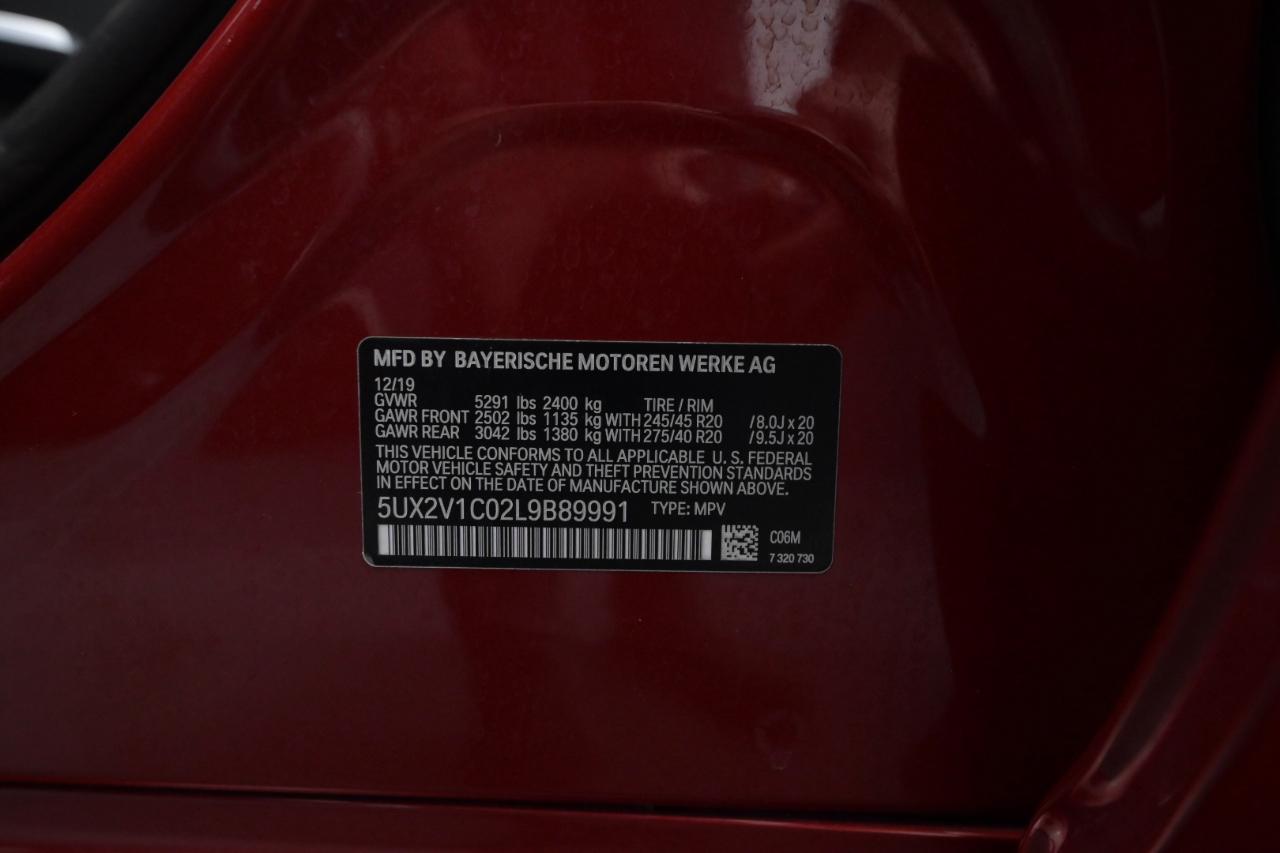 MFD BY BAYERISCHE MOTOREN WERKE AG
12/19
GVWR 5291 lbs 2400 kg TIRE / RIM
GAWR FRONT 2502 lbs 1135 kg WITH 245/45 R20 /8.0J x 20
GAWR REAR 3042 lbs 1380 kg WITH 275/40 R20 /9.5J x 20
THIS VEHICLE CONFORMS TO ALL APPLICABLE U. S. FEDERAL
MOTOR VEHICLE SAFETY AND THEFT PREVENTION STANDARDS
IN EFFECT ON THE DATE OF MANUFACTURE SHOWN ABOVE.
5UX2V1C02L9B89991 TYPE: MPV
C06M
7 320 730